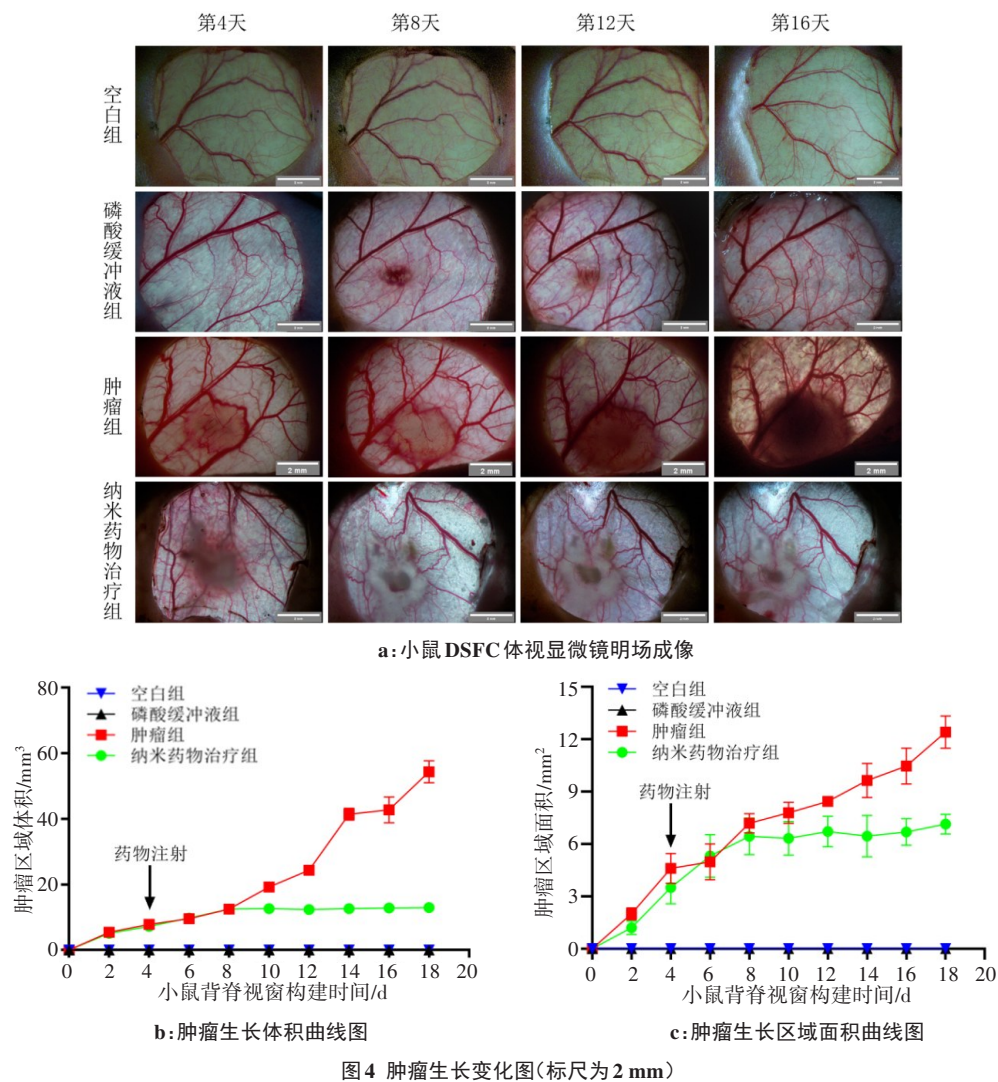 第4天 第8天 第12天 第16天
空白组
磷酸缓冲液组
肿瘤组
2 mm 2 mm 2 mm 2 mm
纳米药物治疗组
a:小鼠DSFC体视显微镜明场成像
80
60
40
20
0
肿瘤区域体积/mm³
空白组
磷酸缓冲液组
肿瘤组
纳米药物治疗组
药物注射
0 2 4 6 8 10 12 14 16 18 20
小鼠背脊视窗构建时间/d
b:肿瘤生长体积曲线图
15
12
9
6
3
0
肿瘤区域面积/mm²
空白组
磷酸缓冲液组
肿瘤组
纳米药物治疗组
药物注射
0 2 4 6 8 10 12 14 16 18 20
小鼠背脊视窗构建时间/d
c:肿瘤生长区域面积曲线图
图4 肿瘤生长变化图(标尺为2 mm)